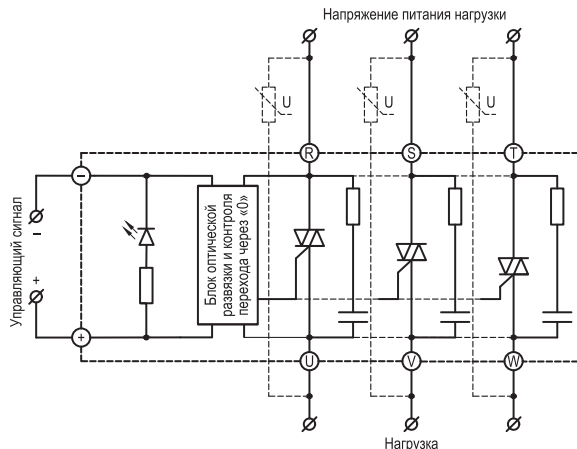 Напряжение питания нагрузки
U
U
U
R
S
T
Управляющий сигнал
–
+
–
+
Блок оптической
развязки и контроля
перехода через «0»
U
V
W
Нагрузка